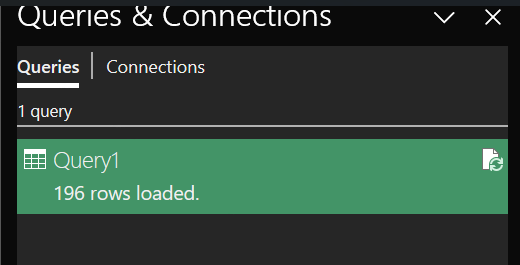 Queries & Connections
Queries
Connections
1 query
Query1
196 rows loaded.